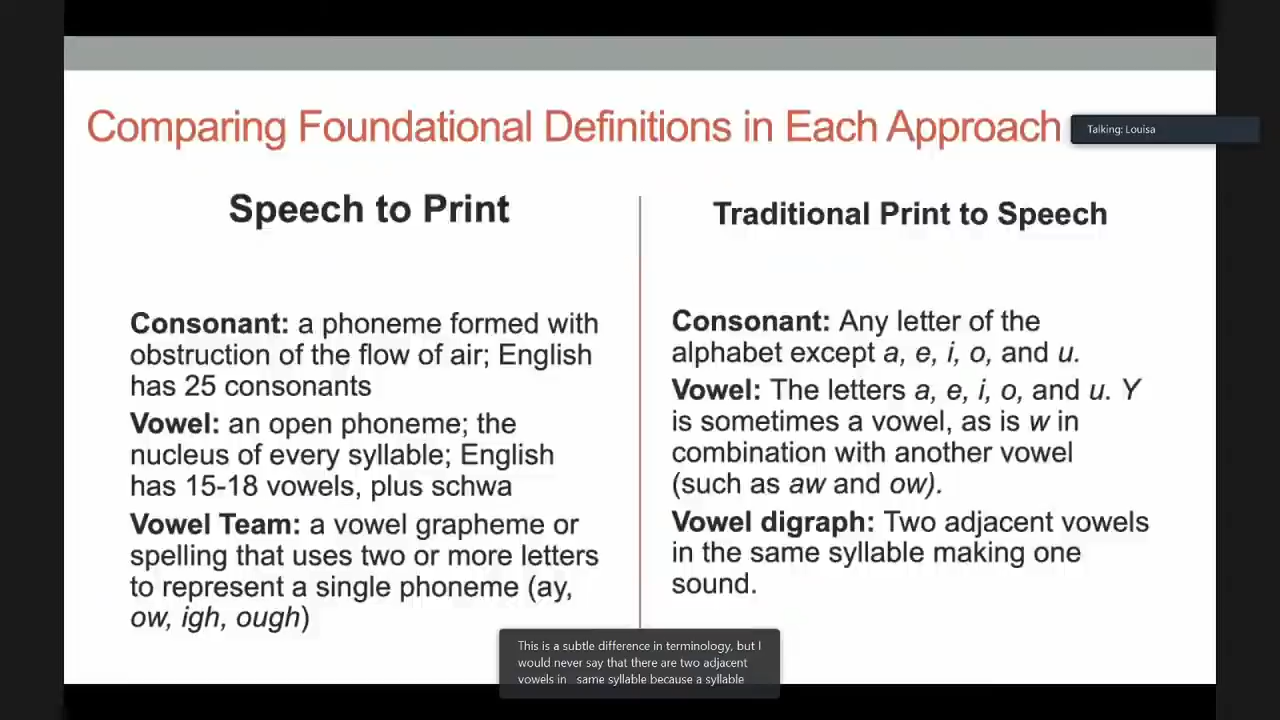 Comparing Foundational Definitions in Each Approach
Talking: Louisa
Speech to Print
Consonant: a phoneme formed with
obstruction of the flow of air; English
has 25 consonants
Vowel: an open phoneme; the
nucleus of every syllable; English
has 15-18 vowels, plus schwa
Vowel Team: a vowel grapheme or
spelling that uses two or more letters
to represent a single phoneme (ay,
ow, igh, ough)
Traditional Print to Speech
Consonant: Any letter of the
alphabet except a, e, i, o, and u.
Vowel: The letters a, e, i, o, and u. Y
is sometimes a vowel, as is w in
combination with another vowel
(such as aw and ow).
Vowel digraph: Two adjacent vowels
in the same syllable making one
sound.
This is a subtle difference in terminology, but I
would never say that there are two adjacent
vowels in same syllable because a syllable